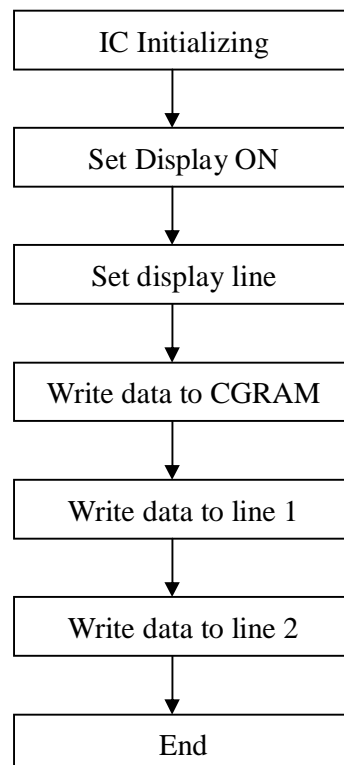 IC Initializing
Set Display ON
Set display line
Write data to CGRAM
Write data to line 1
Write data to line 2
End